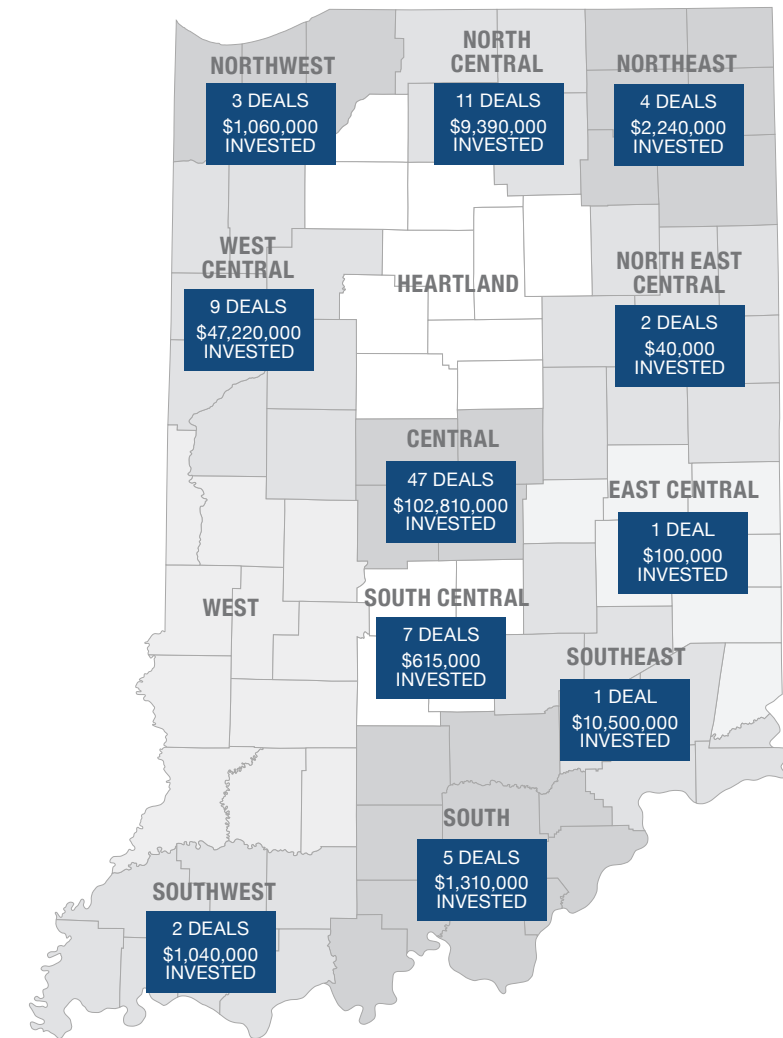 NORTHWEST
3 DEALS
$1,060,000
INVESTED
NORTH
CENTRAL
11 DEALS
$9,390,000
INVESTED
NORTHEAST
4 DEALS
$2,240,000
INVESTED
WEST
CENTRAL
9 DEALS
$47,220,000
INVESTED
HEARTLAND
NORTH EAST
CENTRAL
2 DEALS
$40,000
INVESTED
CENTRAL
47 DEALS
$102,810,000
INVESTED
EAST CENTRAL
1 DEAL
$100,000
INVESTED
WEST
SOUTH CENTRAL
7 DEALS
$615,000
INVESTED
SOUTHEAST
1 DEAL
$10,500,000
INVESTED
SOUTH
5 DEALS
$1,310,000
INVESTED
SOUTHWEST
2 DEALS
$1,040,000
INVESTED